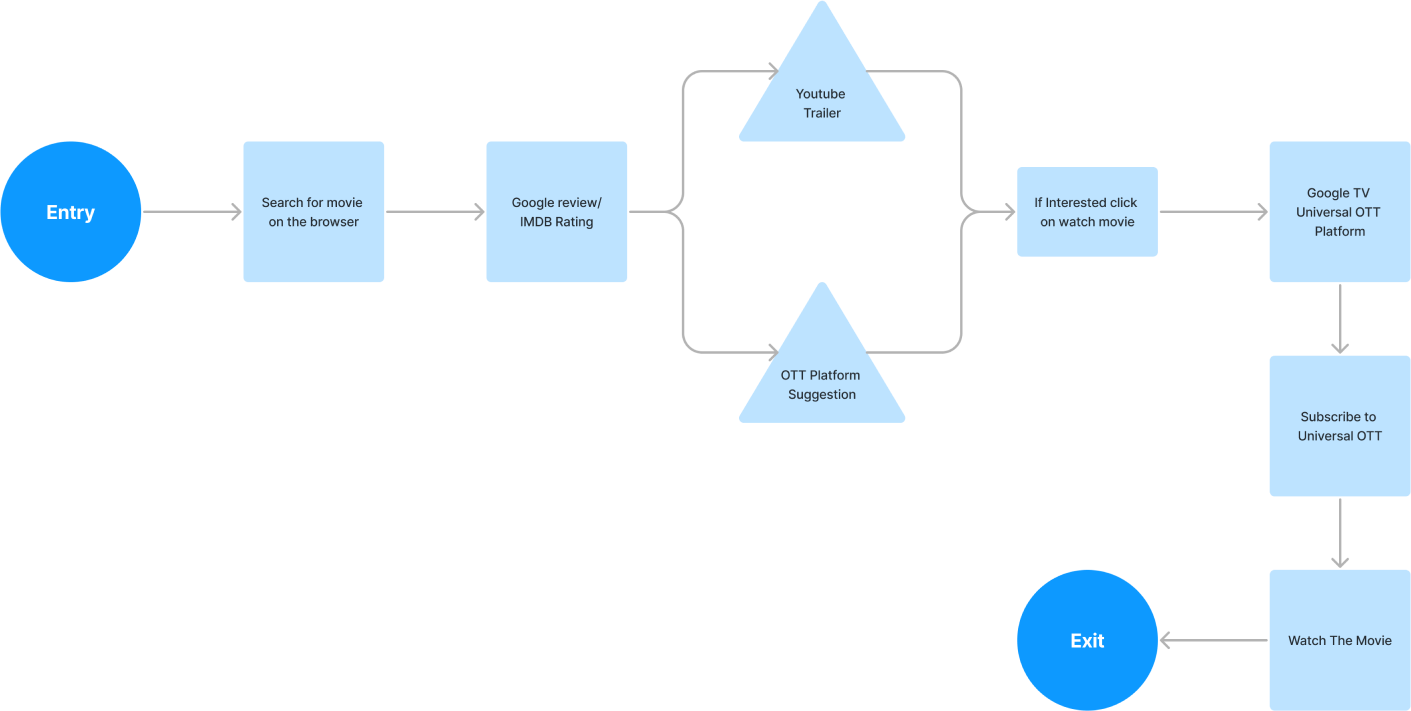 Entry
Search for movie
on the browser
Google review/
IMDB Rating
Youtube
Trailer
OTT Platform
Suggestion
If Interested click
on watch movie
Google TV
Universal OTT
Platform
Subscribe to
Universal OTT
Watch The Movie
Exit